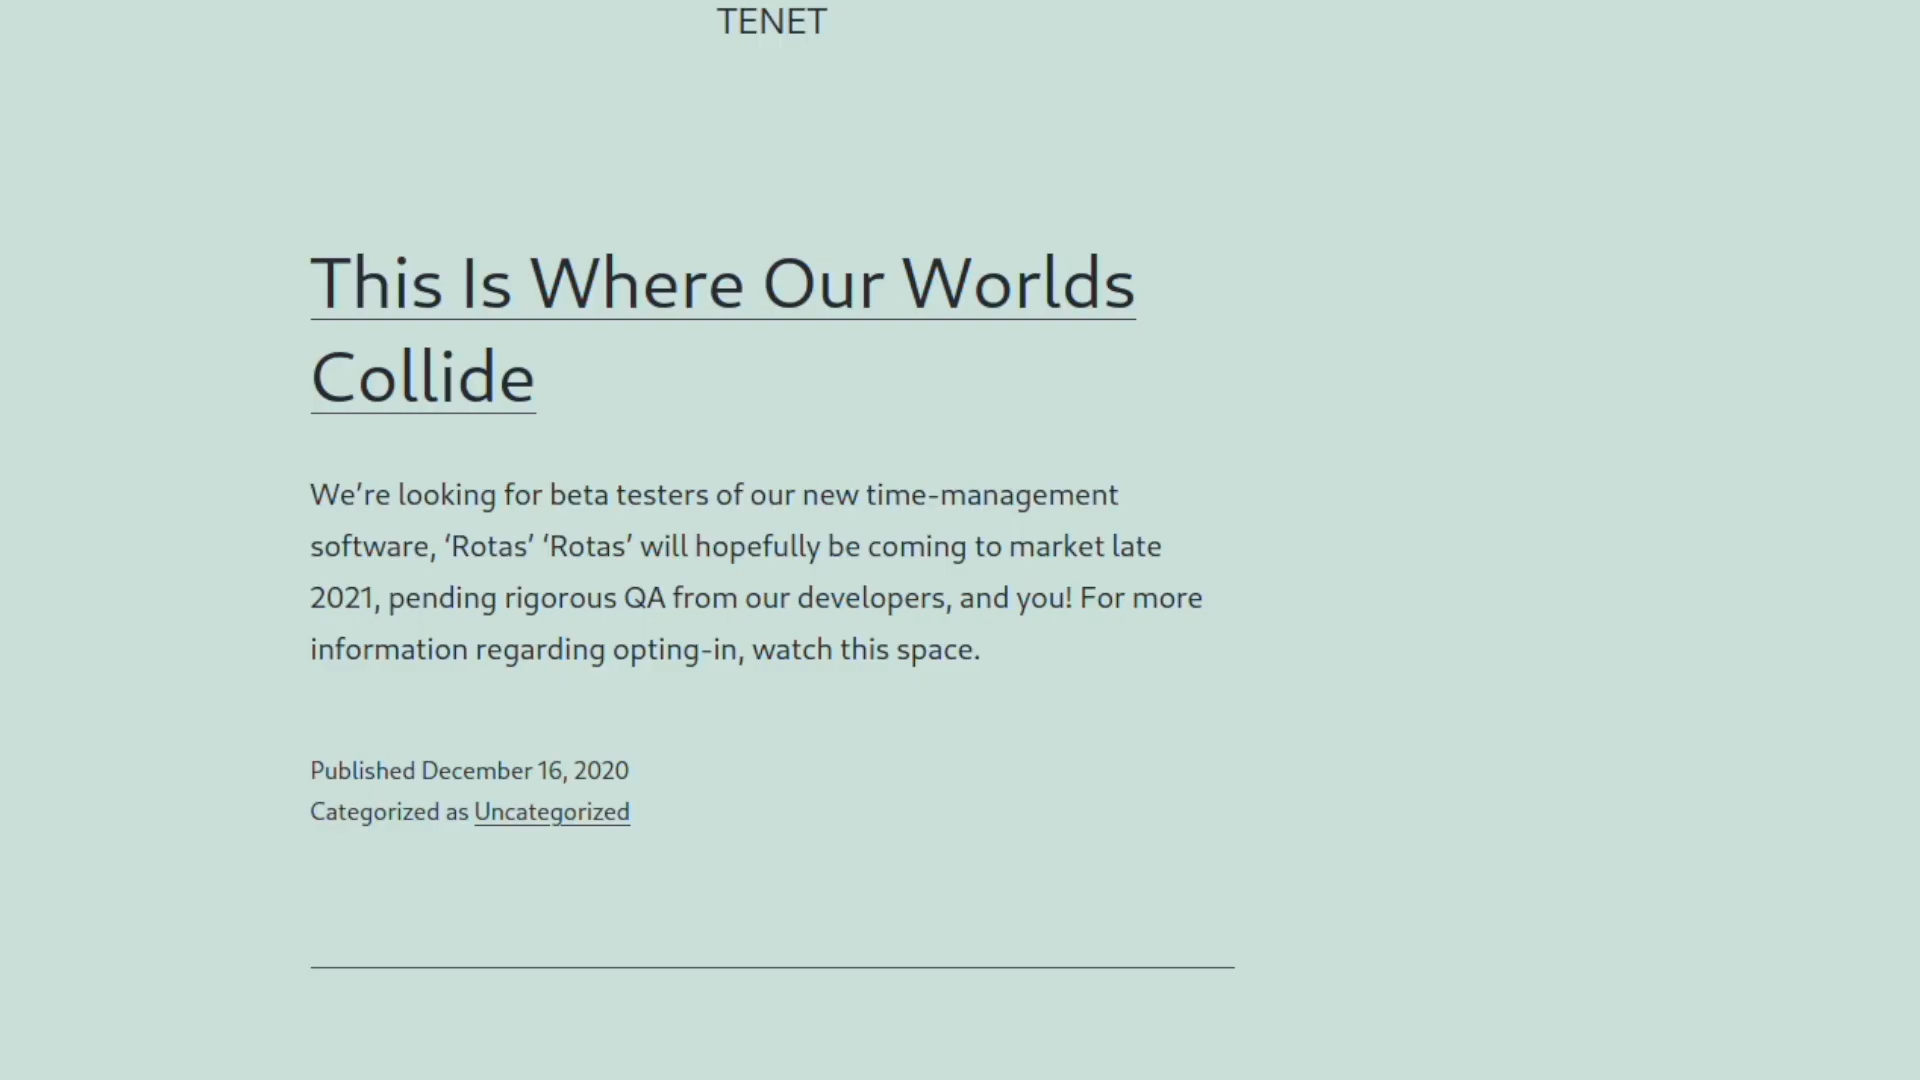 TENET
This Is Where Our Worlds
Collide
We’re looking for beta testers of our new time-management
software, ‘Rotas’ ‘Rotas’ will hopefully be coming to market late
2021, pending rigorous QA from our developers, and you! For more
information regarding opting-in, watch this space.
Published December 16, 2020
Categorized as Uncategorized